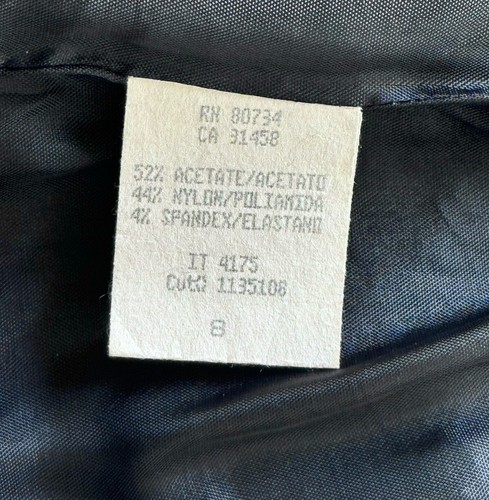 RN 80734
CA 31458
52% ACETATE/ACETATO
44% NYLON/POLIAMIDA
4% SPANDEX/ELASTANO
IT 4175
Cut: 1135108
8